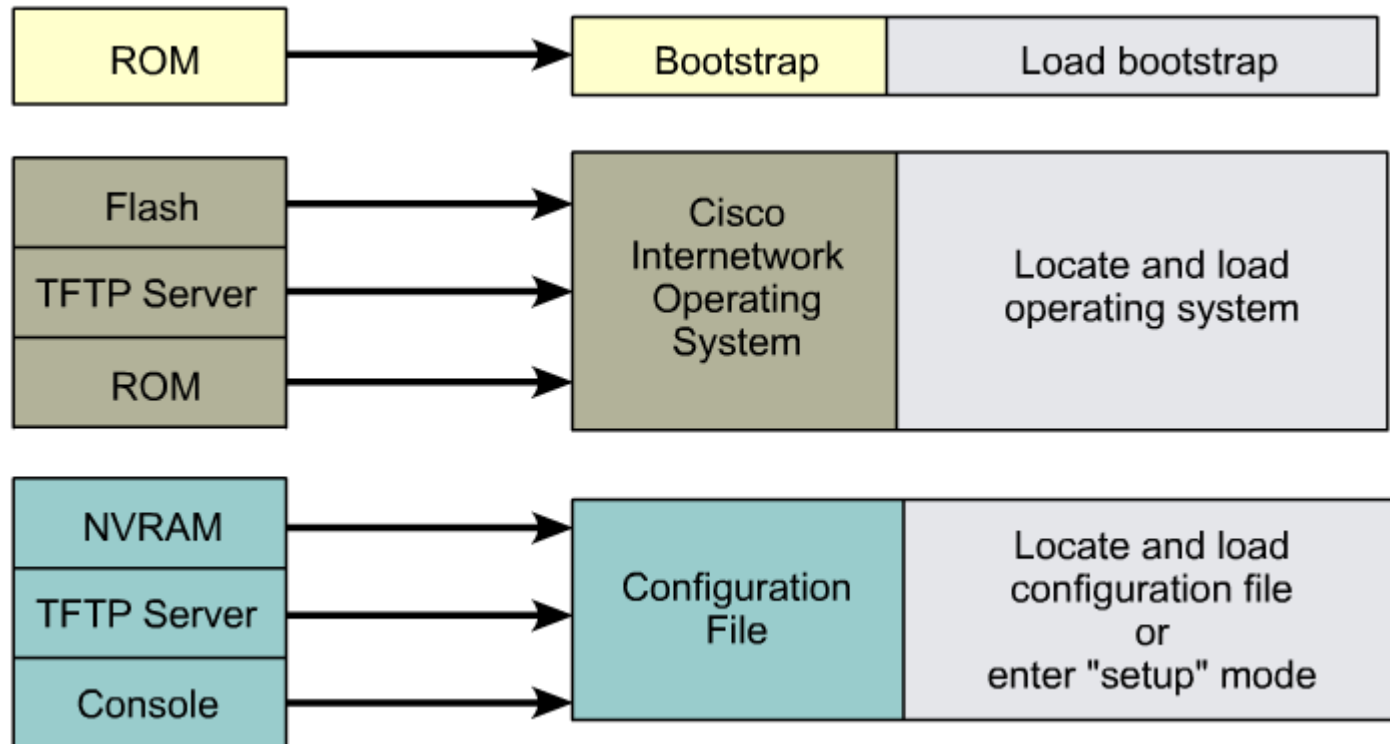 ROM
Bootstrap
Load bootstrap
Flash
TFTP Server
ROM
Cisco
Internetwork
Operating
System
Locate and load
operating system
NVRAM
TFTP Server
Console
Configuration
File
Locate and load
configuration file
or
enter "setup" mode